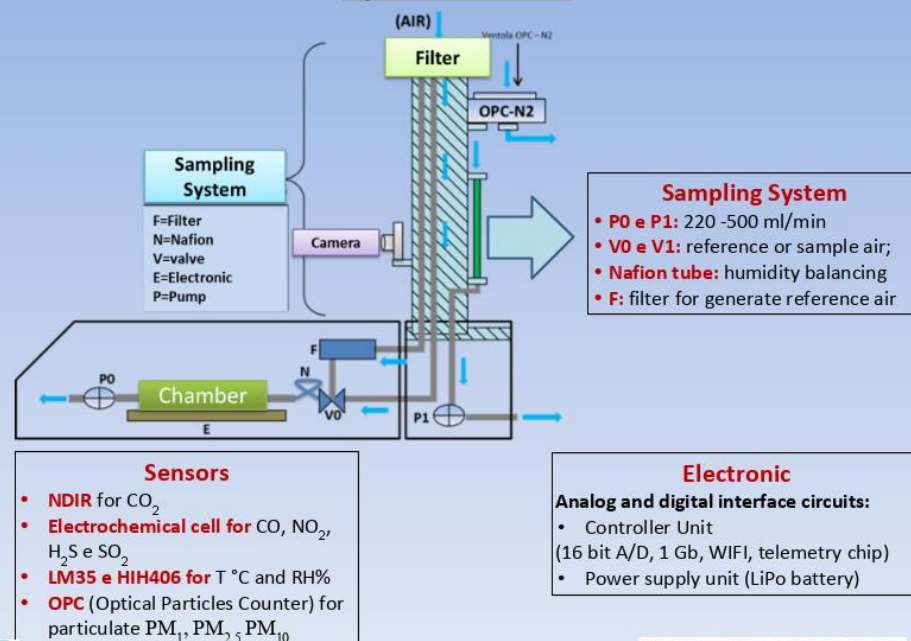 (AIR)
Ventola OPC – N2
Filter
OPC-N2
Sampling
System
F=Filter
N=Nafion
V=valve
E=Electronic
P=Pump
Camera
Sampling System
• P0 e P1: 220 -500 ml/min
• V0 e V1: reference or sample air;
• Nafion tube: humidity balancing
• F: filter for generate reference air
F
N
P0
Chamber
V0
P1
E
Sensors
• NDIR for CO2
• Electrochemical cell for CO, NO2,
H2S e SO2
• LM35 e HIH406 for T °C and RH%
• OPC (Optical Particles Counter) for
particulate PM1, PM2.5 PM10
Electronic
Analog and digital interface circuits:
• Controller Unit
(16 bit A/D, 1 Gb, WIFI, telemetry chip)
• Power supply unit (LiPo battery)